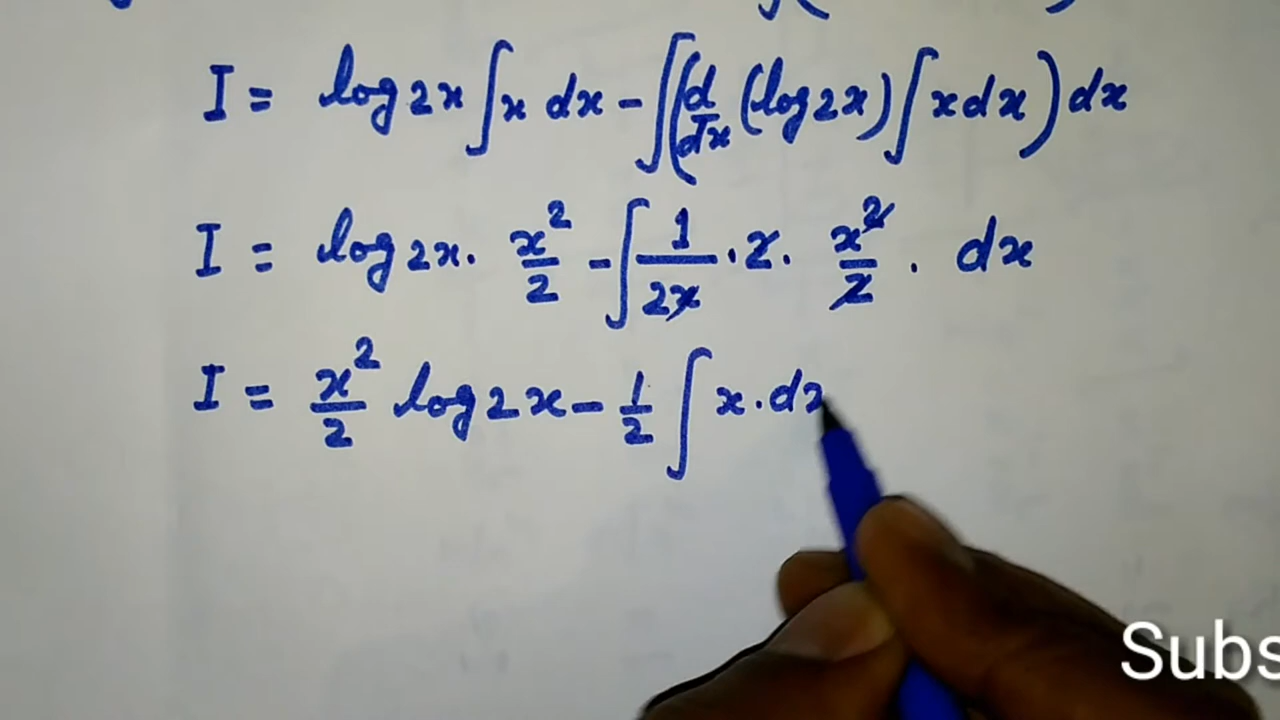 I = log 2x ∫ x dx - ∫ (d/dx (log 2x) ∫ x dx) dx
I = log 2x . x²/2 - ∫ 1/2x . 2 . x²/2 . dx
I = x²/2 log 2x - 1/2 ∫ x . dx
Subs